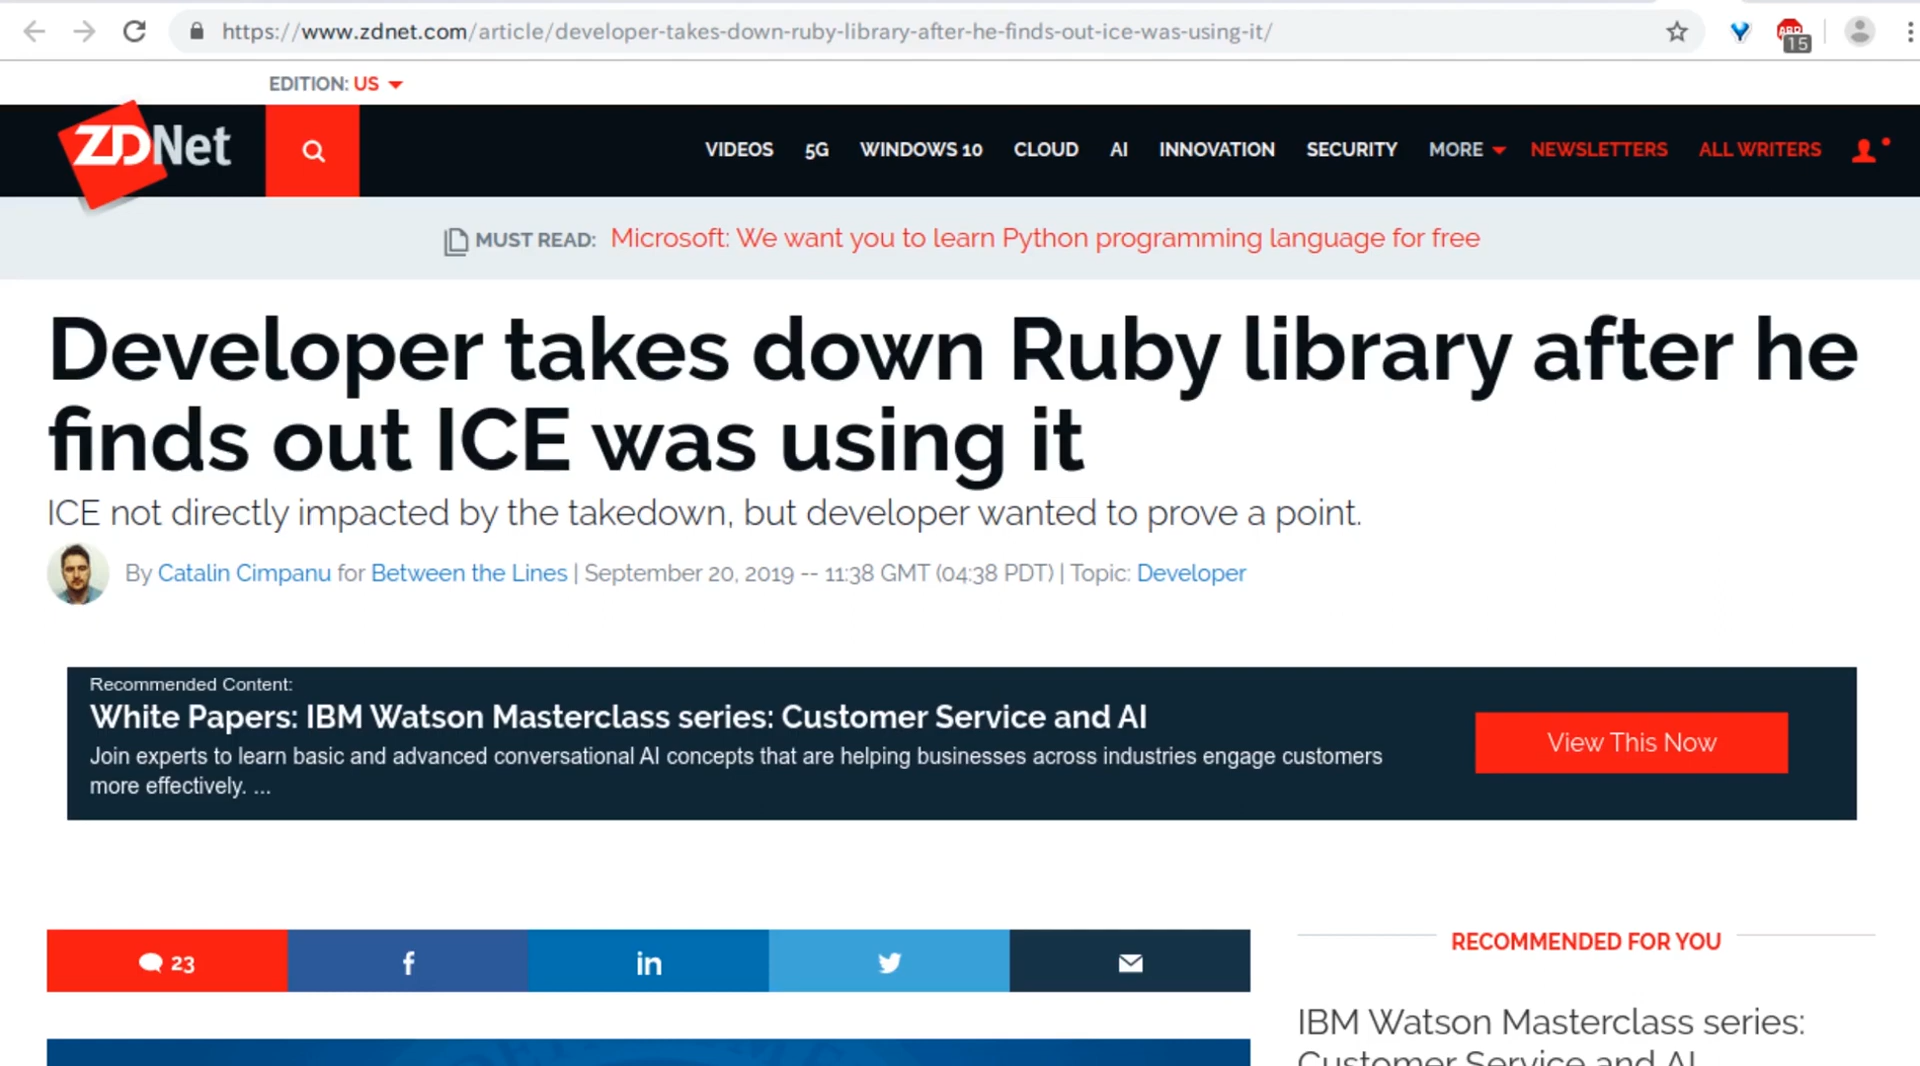 https://www.zdnet.com/article/developer-takes-down-ruby-library-after-he-finds-out-ice-was-using-it/
ABP
15
EDITION: US
ZDNet
VIDEOS 5G WINDOWS 10 CLOUD AI INNOVATION SECURITY MORE NEWSLETTERS ALL WRITERS
MUST READ: Microsoft: We want you to learn Python programming language for free
Developer takes down Ruby library after he
finds out ICE was using it
ICE not directly impacted by the takedown, but developer wanted to prove a point.
By Catalin Cimpanu for Between the Lines | September 20, 2019 -- 11:38 GMT (04:38 PDT) | Topic: Developer
Recommended Content:
White Papers: IBM Watson Masterclass series: Customer Service and AI
Join experts to learn basic and advanced conversational AI concepts that are helping businesses across industries engage customers
more effectively. ...
View This Now
23
f
in
RECOMMENDED FOR YOU
IBM Watson Masterclass series:
Customer Service and AI